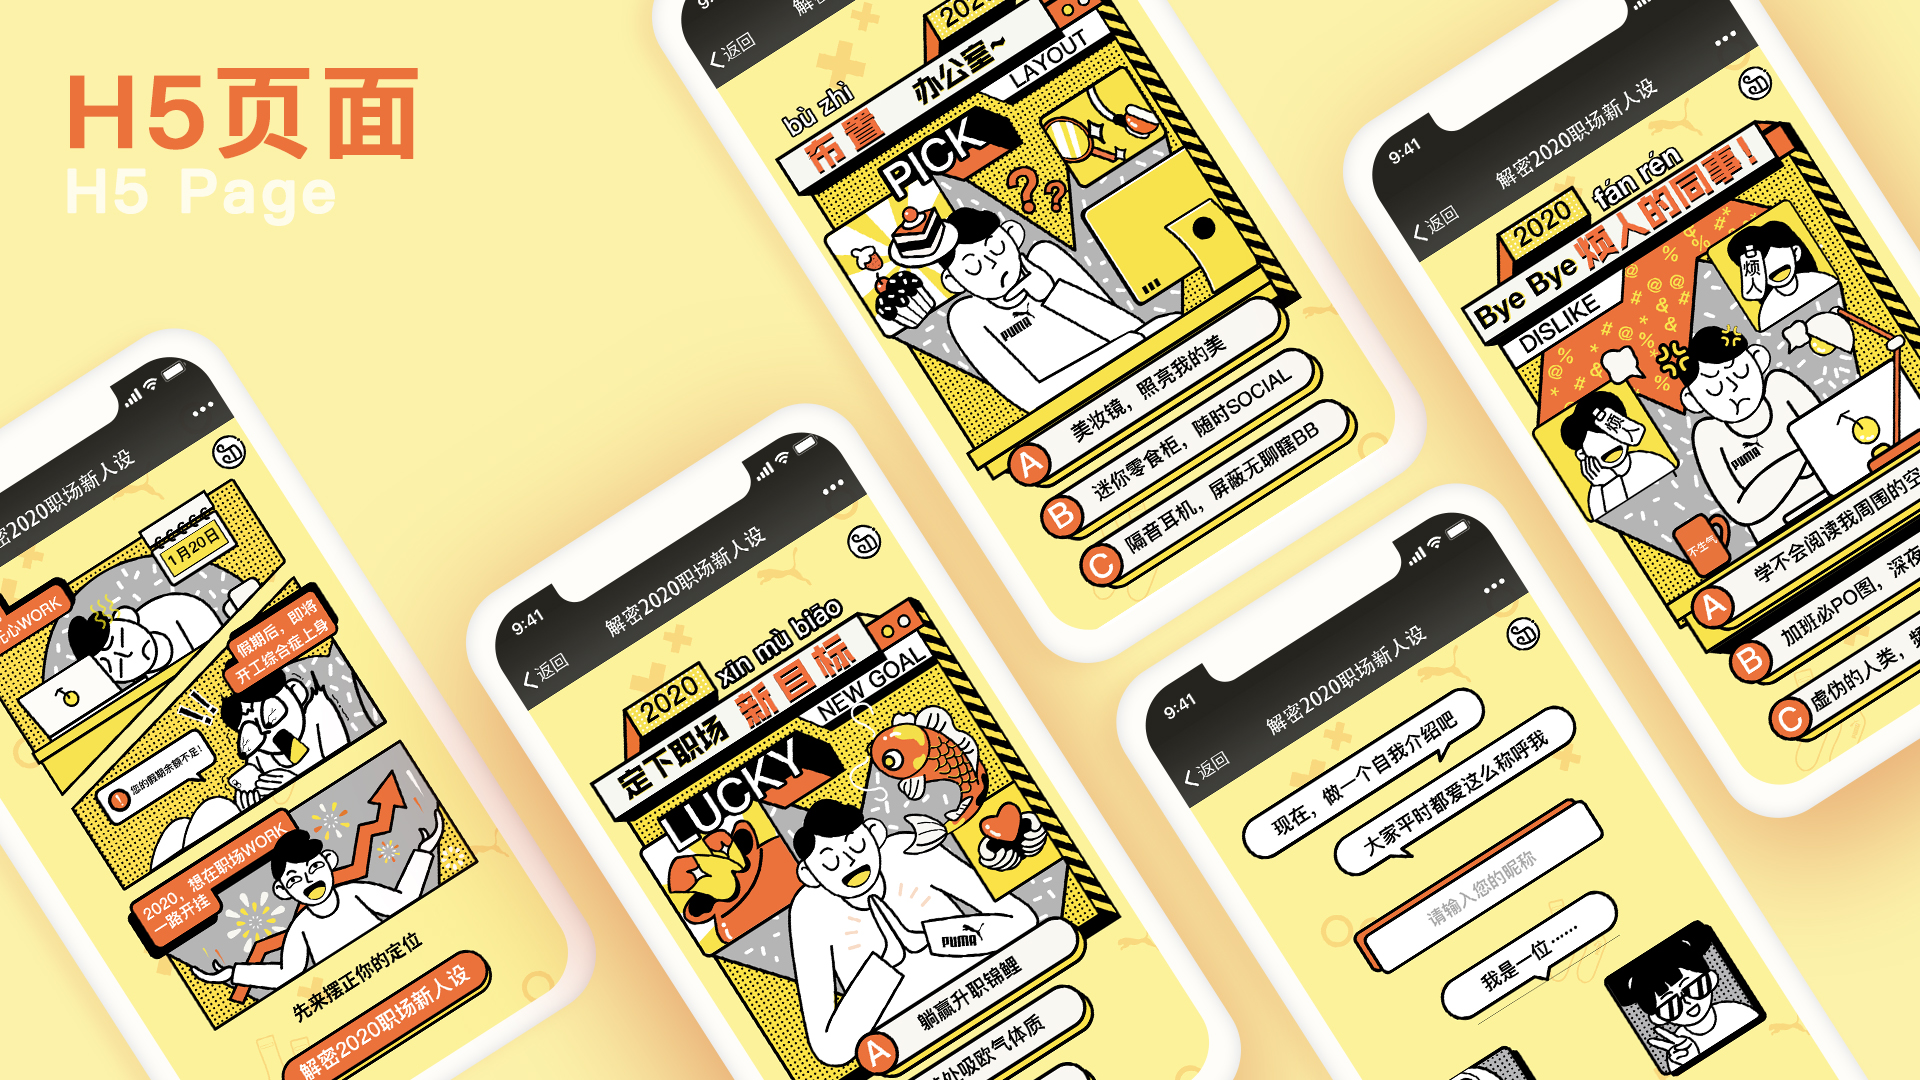 H5页面
H5 Page
返回
bù zhì
布置 办公室~
LAYOUT
PICK
PUMA
A 美妆镜，照亮我的美
B 迷你零食柜，随时SOCIAL
C 隔音耳机，屏蔽无聊瞎BB
9:41
解密2020职场新人设
返回
2020
fán rén
Bye Bye 烦人的同事！
DISLIKE
烦人
PUMA
不生气
A 学不会阅读我周围的空
B 加班必PO图，深夜
C 虚伪的人类，
密2020职场新人设
1月20日
无心WORK
假期后，即将
开工综合症上身
!!
您的假期余额不足！
2020，想在职场WORK
一路开挂
先来摆正你的定位
解密2020职场新人设
9:41
解密2020职场新人设
返回
2020
xīn mù biāo
定下职场 新目标
NEW GOAL
LUCKY
PUMA
A 躺赢升职锦鲤
处吸欧气体质
9:41
解密2020职场新人设
返回
现在，做一个自我介绍吧
大家平时都爱这么称呼我
请输入您的昵称
我是一位……